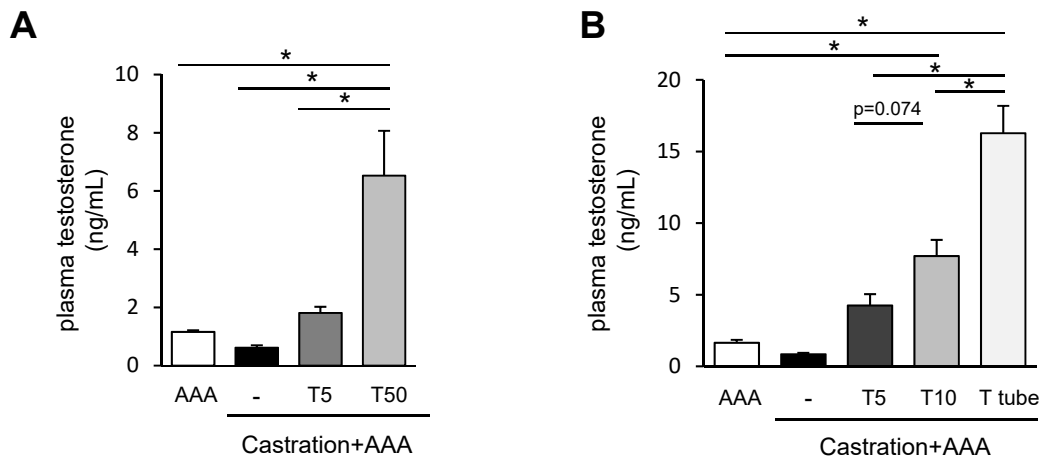 A
*
*
*
plasma testosterone
(ng/mL)
10
8
6
4
2
0
AAA - T5 T50
Castration+AAA
B
*
*
*
*
p=0.074
plasma testosterone
(ng/mL)
20
15
10
5
0
AAA - T5 T10 T tube
Castration+AAA